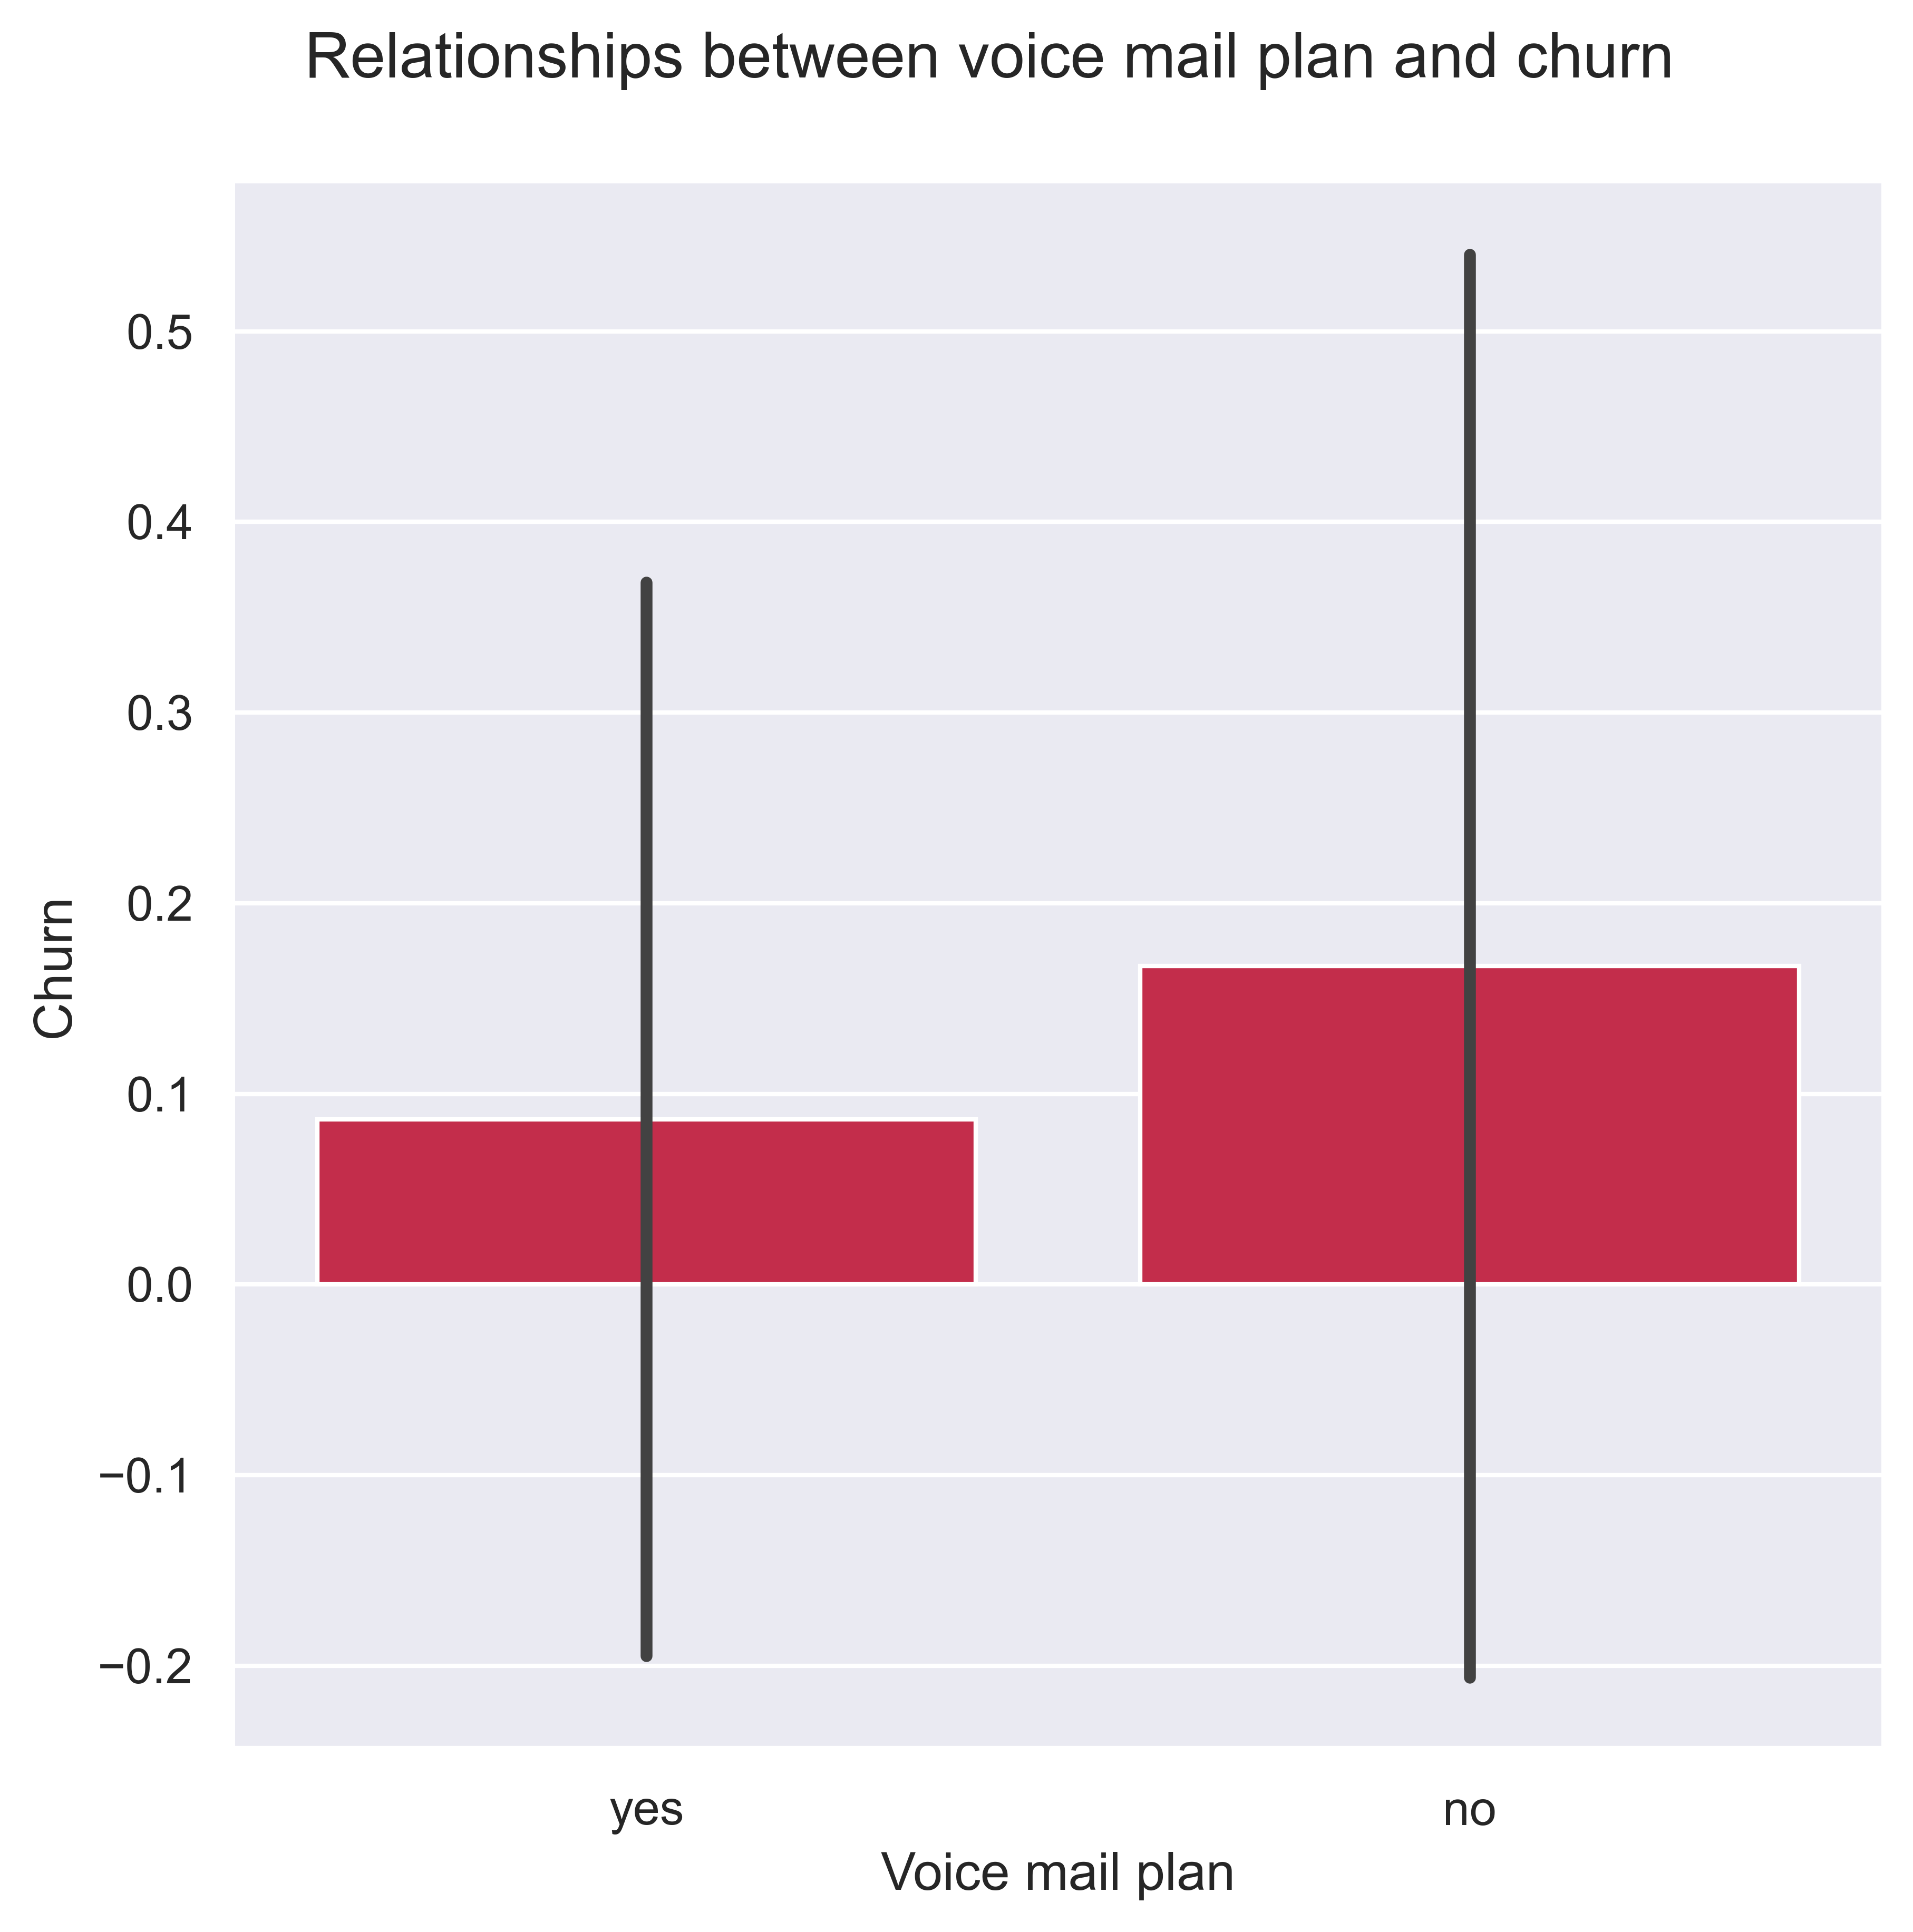 Relationships between voice mail plan and churn
Churn
0.5
0.4
0.3
0.2
0.1
0.0
−0.1
−0.2
yes
no
Voice mail plan